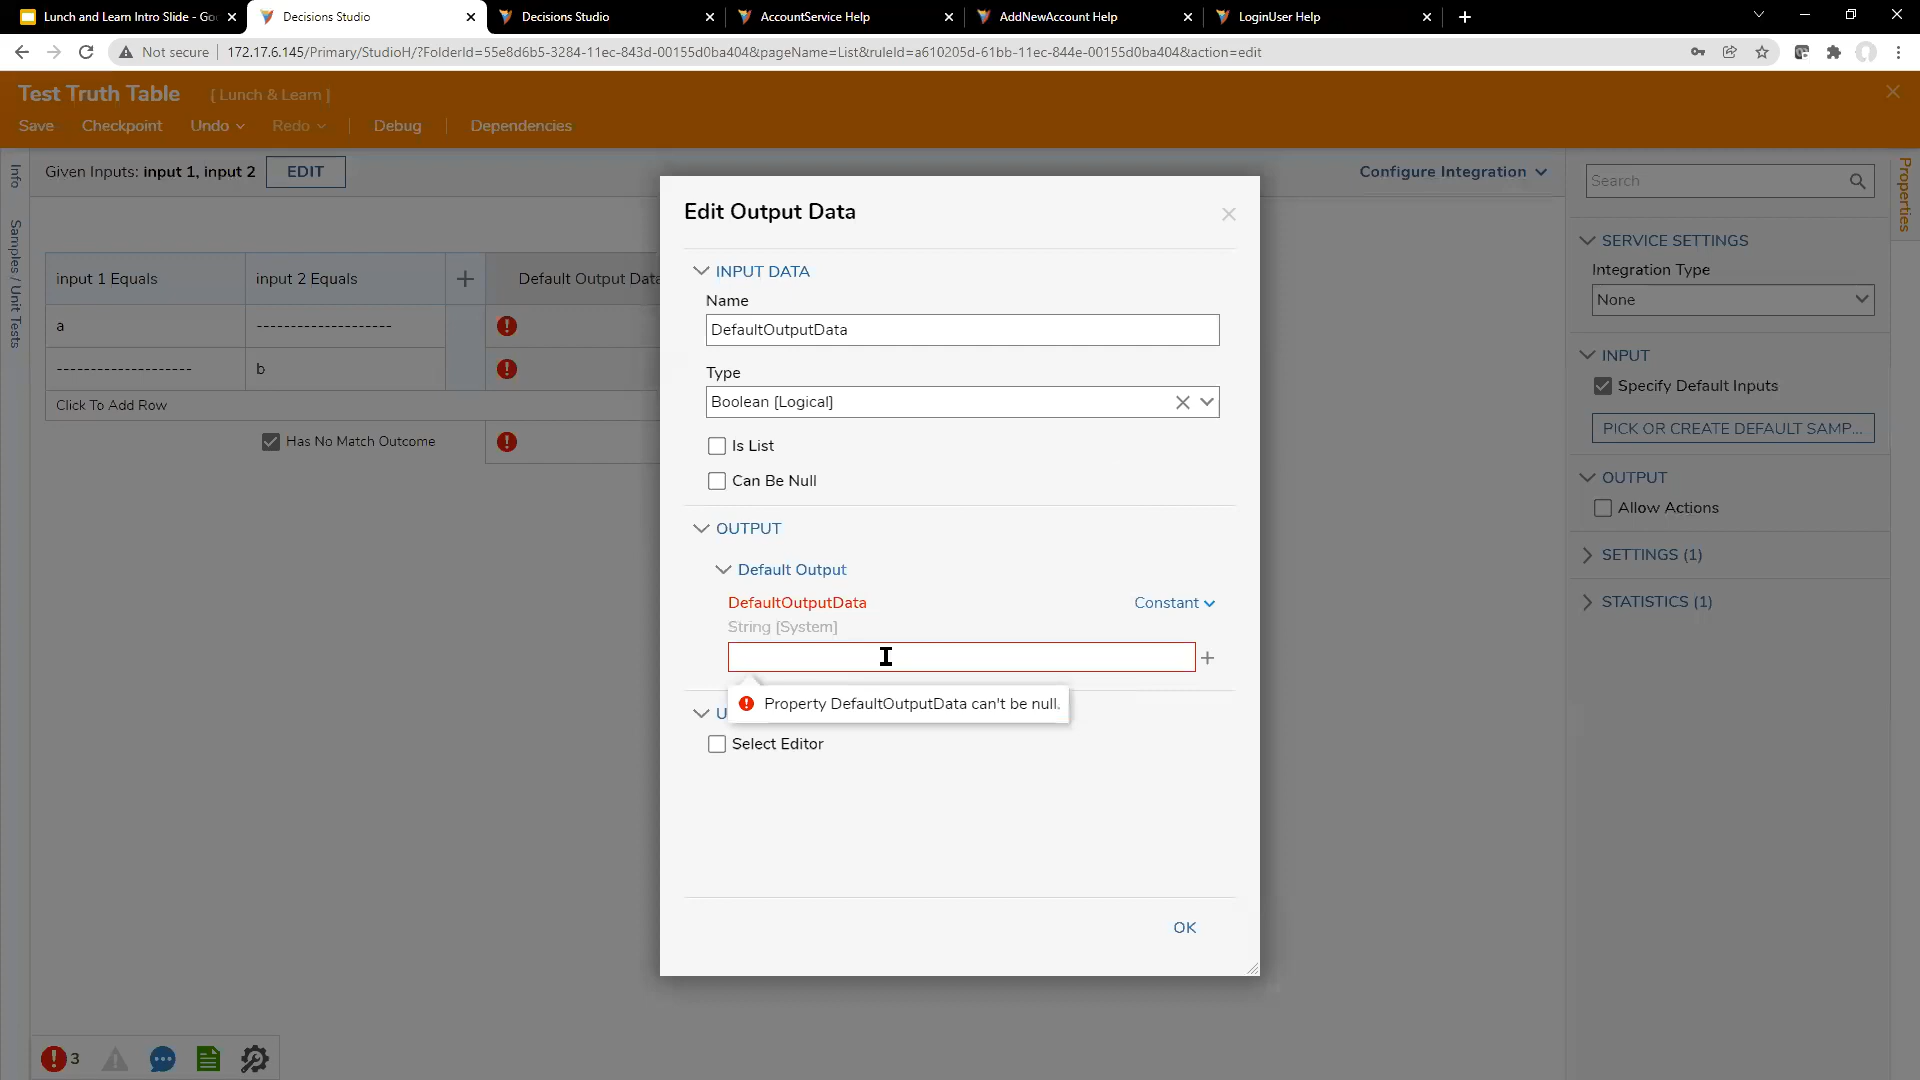 Lunch and Learn Intro Slide - Goo
Decisions Studio
Decisions Studio
AccountService Help
AddNewAccount Help
LoginUser Help
Not secure
172.17.6.145/Primary/StudioH/?FolderId=55e8d6b5-3284-11ec-843d-00155d0ba404&pageName=List&ruleId=a610205d-61bb-11ec-844e-00155d0ba404&action=edit
Test Truth Table [ Lunch & Learn ]
Save Checkpoint Undo Redo Debug Dependencies
Info
Samples / Unit Tests
Given Inputs: input 1, input 2 EDIT
Configure Integration
input 1 Equals input 2 Equals Default Output Data
a --------------------
-------------------- b
Click To Add Row
Has No Match Outcome
Edit Output Data
INPUT DATA
Name
DefaultOutputData
Type
Boolean [Logical]
Is List
Can Be Null
OUTPUT
Default Output
DefaultOutputData Constant
String [System]
Property DefaultOutputData can't be null.
Select Editor
OK
Search
Properties
SERVICE SETTINGS
Integration Type
None
INPUT
Specify Default Inputs
PICK OR CREATE DEFAULT SAMP...
OUTPUT
Allow Actions
SETTINGS (1)
STATISTICS (1)
3